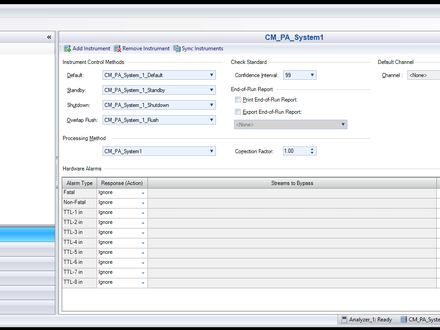 «
CM_PA_System1
Add Instrument Remove Instrument Sync Instruments
Instrument Control Methods
Default: CM_PA_System_1_Default
Standby: CM_PA_System_1_Standby
Shutdown: CM_PA_System_1_Shutdown
Overlap Flush: CM_PA_System_1_Flush
Check Standard
Confidence Interval: 99
End-of-Run Report
Print End-of-Run Report
Export End-of-Run Report:
<None>
Default Channel
Channel : <None>
Processing Method
CM_PA_System1
Correction Factor: 1.00
Hardware Alarms
Alarm Type Response (Action) Streams to Bypass
Fatal Ignore
Non-Fatal Ignore
TTL-1 in Ignore
TTL-2 in Ignore
TTL-3 in Ignore
TTL-4 in Ignore
TTL-5 in Ignore
TTL-6 in Ignore
TTL-7 in Ignore
TTL-8 in Ignore
Analyzer_1: Ready CM_PA_Syste